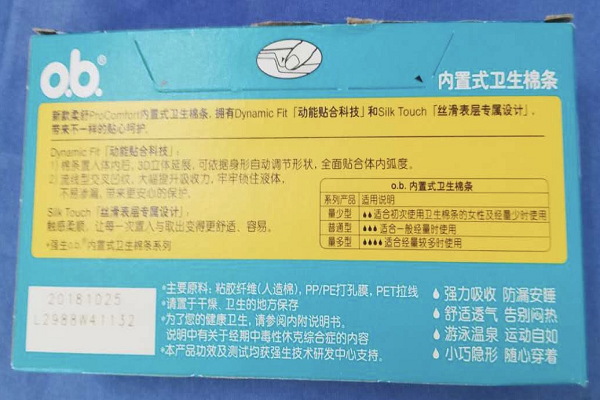 o.b.®
内置式卫生棉条
新款柔舒ProComfort内置式卫生棉条，拥有Dynamic Fit「动能贴合科技」和Silk Touch「丝滑表层专属设计」，
带来不一样的贴心呵护。
Dynamic Fit「动能贴合科技」：
1) 棉条置入体内后，3D立体延展，可依据身形自动调节形状，全面贴合体内弧度。
2) 流线型交叉凹纹，大幅提升吸收力，牢牢锁住液体，
不易渗漏，带来更安心的保护。
Silk Touch「丝滑表层专属设计」：
触感柔顺，让每一次置入与取出变得更舒适、容易。
*强生o.b.®内置式卫生棉条系列
o.b. 内置式卫生棉条
系列产品 适用说明
量少型 适合初次使用卫生棉条的女性及经量少时使用
普通型 适合一般经量时使用
量多型 适合经量较多时使用
20181025
L2988W41132
*主要原料: 粘胶纤维(人造棉), PP/PE打孔膜, PET拉线
*请置于干燥、卫生的地方保存
*为了您的健康卫生，请参阅内附说明书。
说明中有关于经期中毒性休克综合症的内容
*本产品功效及测试均获强生技术研发中心支持。
强力吸收 防漏安睡
舒适透气 告别闷热
游泳温泉 运动自如
小巧隐形 随心穿着